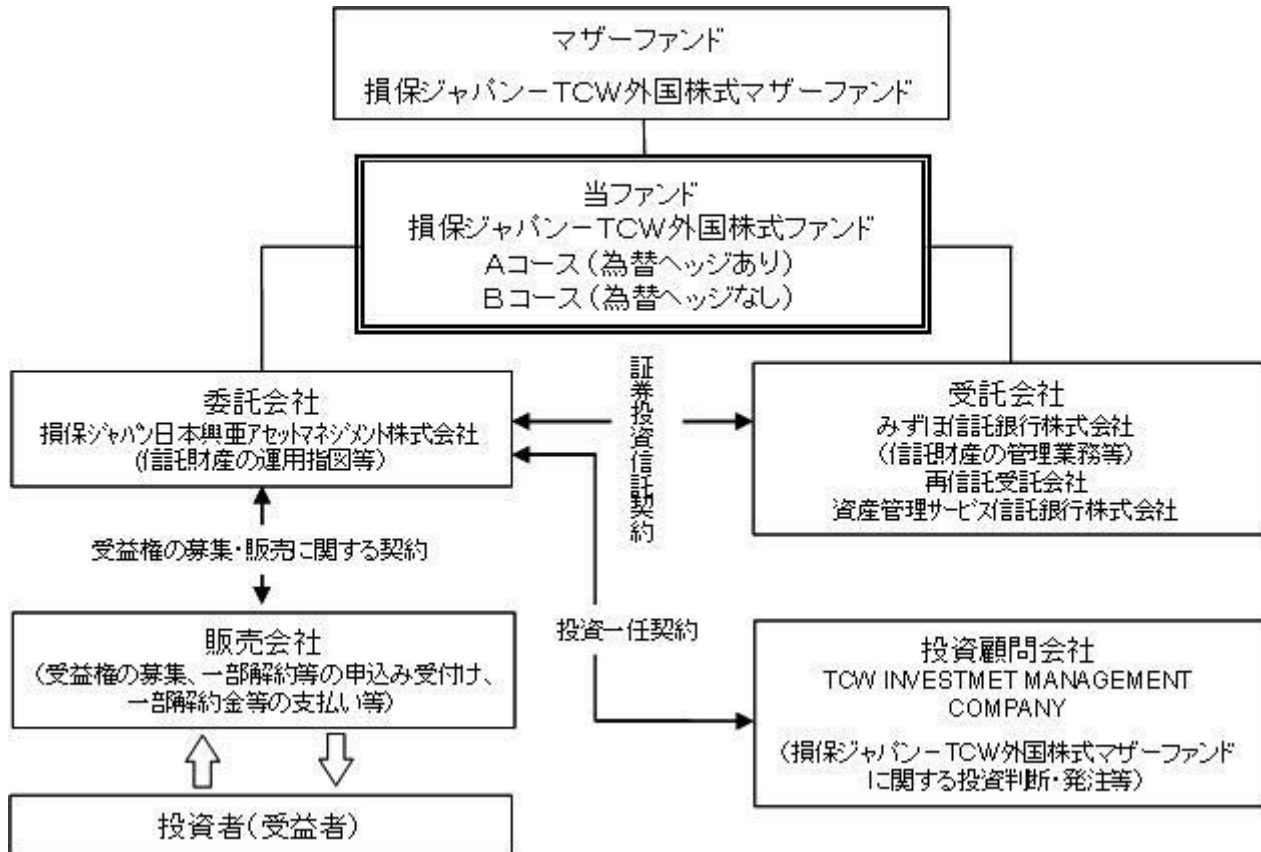 マザーファンド
損保ジャパン－TCW外国株式マザーファンド
当ファンド
損保ジャパン－TCW外国株式ファンド
Aコース(為替ヘッジあり)
Bコース(為替ヘッジなし)
委託会社
損保ジャパン日本興亜アセットマネジメント株式会社
(信託財産の運用指図等)
証券投資信託契約
受託会社
みずほ信託銀行株式会社
(信託財産の管理業務等)
再信託受託会社
資産管理サービス信託銀行株式会社
受益権の募集・販売に関する契約
投資一任契約
販売会社
(受益権の募集、一部解約等の申込み受付け、
一部解約金等の支払い等)
投資顧問会社
TCW INVESTMET MANAGEMENT
COMPANY
(損保ジャパン－TCW外国株式マザーファンド
に関する投資判断・発注等)
投資者(受益者)